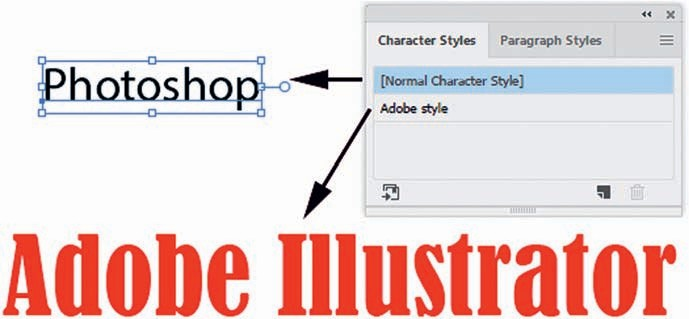 Character Styles Paragraph Styles
Photoshop
[Normal Character Style]
Adobe style
Adobe Illustrator